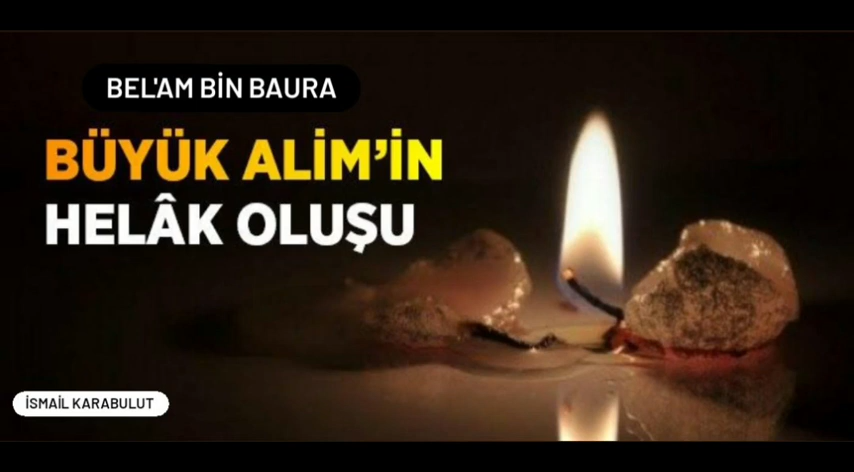 BEL'AM BİN BAURA
BÜYÜK ALİM'İN
HELÂK OLUŞU
İSMAİL KARABULUT